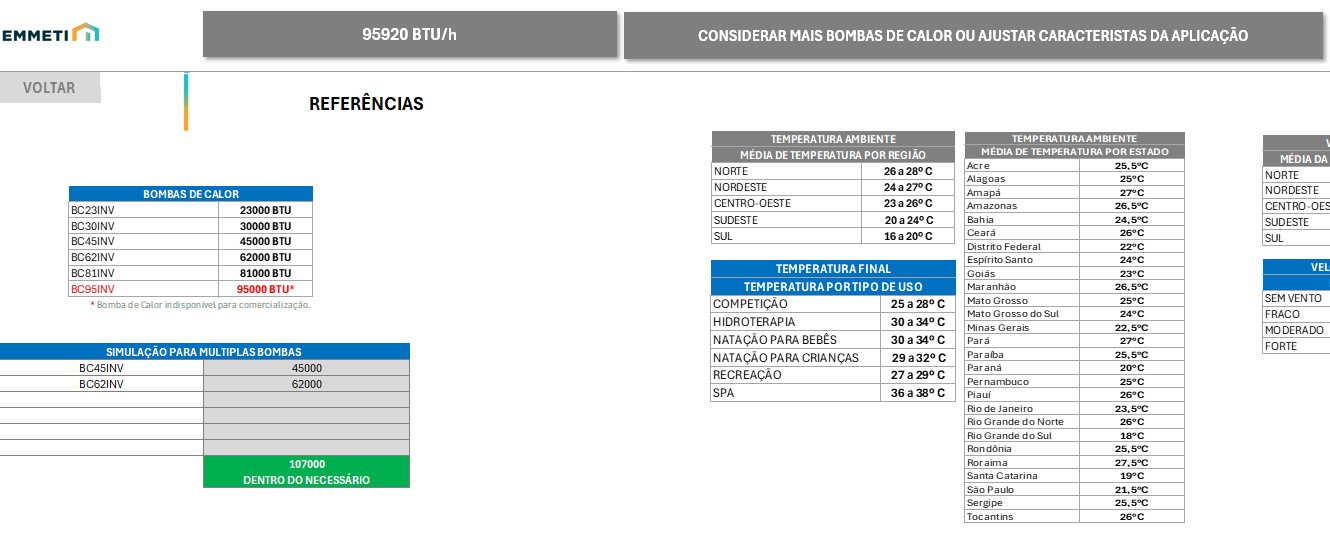 EMMETI
95920 BTU/h
CONSIDERAR MAIS BOMBAS DE CALOR OU AJUSTAR CARACTERISTAS DA APLICAÇÃO
VOLTAR
REFERÊNCIAS
BOMBAS DE CALOR
BC23INV 23000 BTU
BC30INV 30000 BTU
BC45INV 45000 BTU
BC62INV 62000 BTU
BC81INV 81000 BTU
BC95INV 95000 BTU*
* Bomba de Calor indisponível para comercialização.
SIMULAÇÃO PARA MULTIPLAS BOMBAS
BC45INV 45000
BC62INV 62000
107000
DENTRO DO NECESSÁRIO
TEMPERATURA AMBIENTE
MÉDIA DE TEMPERATURA POR REGIÃO
NORTE 26 a 28º C
NORDESTE 24 a 27º C
CENTRO-OESTE 23 a 26º C
SUDESTE 20 a 24º C
SUL 16 a 20º C
TEMPERATURA FINAL
TEMPERATURA POR TIPO DE USO
COMPETIÇÃO 25 a 28º C
HIDROTERAPIA 30 a 34º C
NATAÇÃO PARA BEBÊS 30 a 34º C
NATAÇÃO PARA CRIANÇAS 29 a 32º C
RECREAÇÃO 27 a 29º C
SPA 36 a 38º C
TEMPERATURA AMBIENTE
MÉDIA DE TEMPERATURA POR ESTADO
Acre 25,5ºC
Alagoas 25ºC
Amapá 27ºC
Amazonas 26,5ºC
Bahia 24,5ºC
Ceará 26ºC
Distrito Federal 22ºC
Espírito Santo 24ºC
Goiás 23ºC
Maranhão 26,5ºC
Mato Grosso 25ºC
Mato Grosso do Sul 24ºC
Minas Gerais 22,5ºC
Pará 27ºC
Paraíba 25,5ºC
Paraná 20ºC
Pernambuco 25ºC
Piauí 26ºC
Rio de Janeiro 23,5ºC
Rio Grande do Norte 26ºC
Rio Grande do Sul 18ºC
Rondônia 25,5ºC
Roraima 27,5ºC
Santa Catarina 19ºC
São Paulo 21,5ºC
Sergipe 25,5ºC
Tocantins 26ºC
V
MÉDIA DA
NORTE
NORDESTE
CENTRO-OES
SUDESTE
SUL
VEL
SEM VENTO
FRACO
MODERADO
FORTE